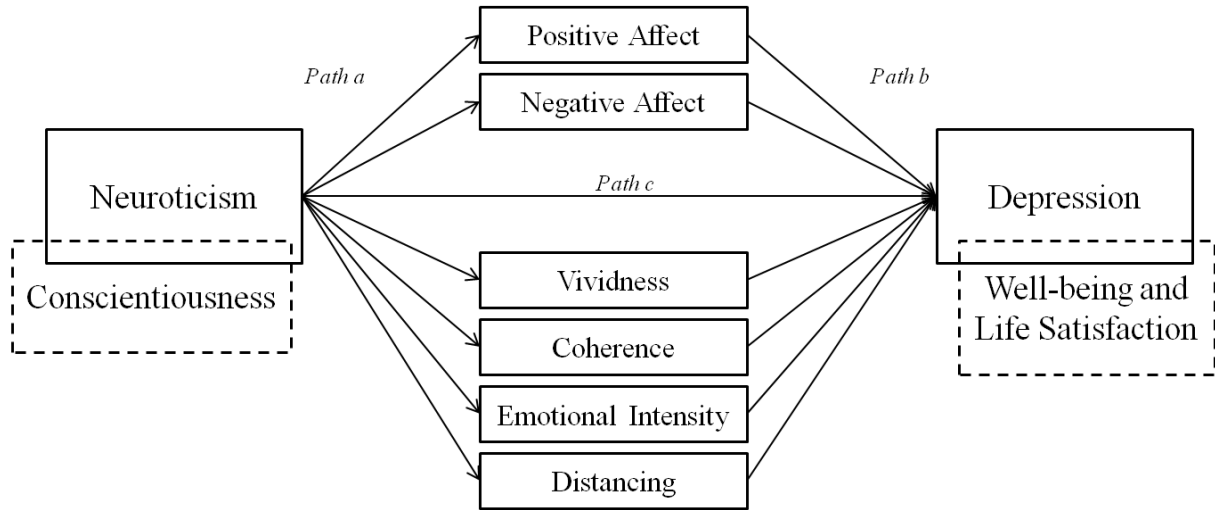 Positive Affect
Path a
Path b
Negative Affect
Neuroticism
Path c
Depression
Conscientiousness
Vividness
Well-being and
Life Satisfaction
Coherence
Emotional Intensity
Distancing